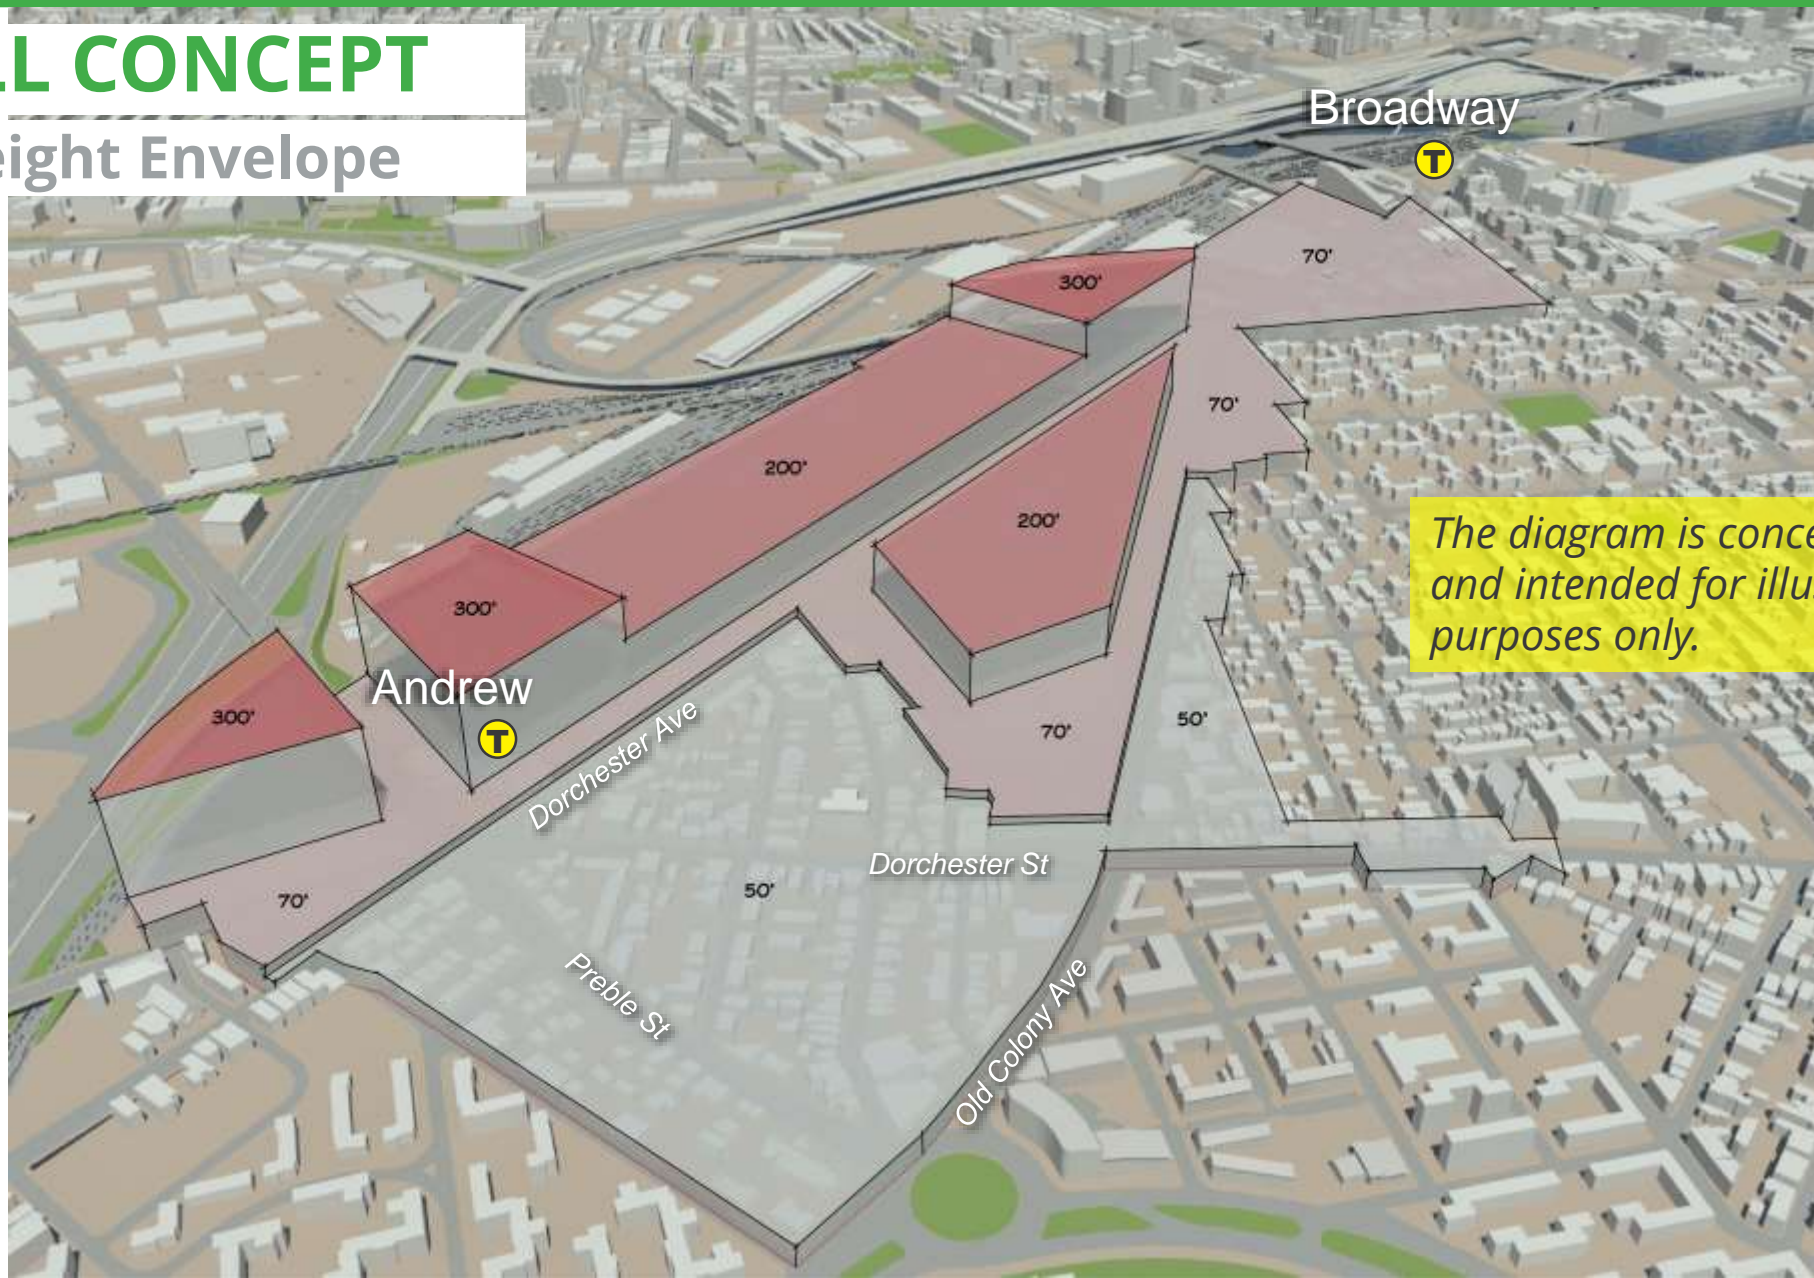 LL CONCEPT
eight Envelope
Broadway
T
70'
300'
70'
200'
200'
The diagram is conce
and intended for illu
purposes only.
300'
Andrew
T
300'
Dorchester Ave
70'
50'
Dorchester St
50'
70'
Preble St
Old Colony Ave